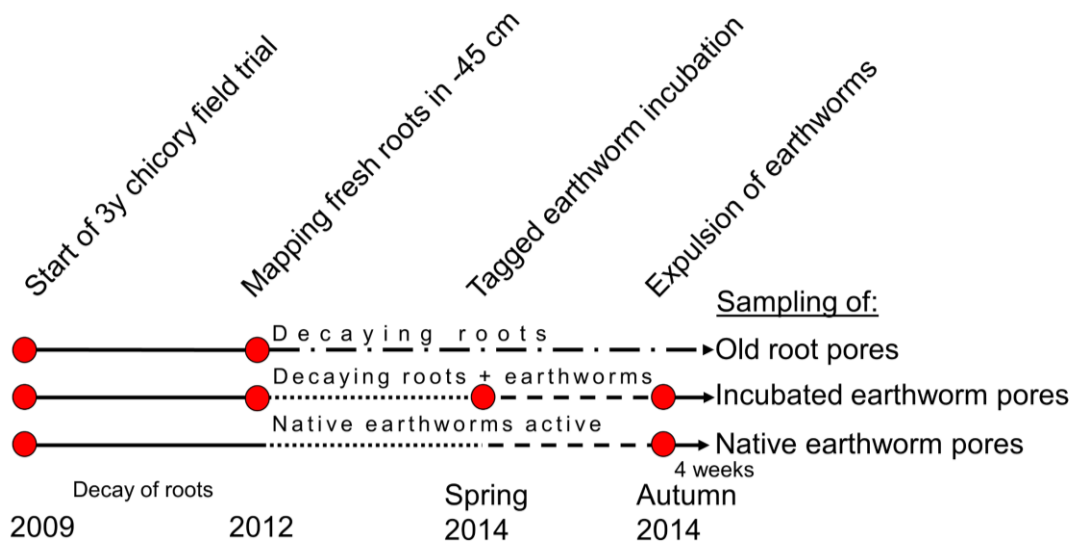 Start of 3y chicory field trial
Mapping fresh roots in -45 cm
Tagged earthworm incubation
Expulsion of earthworms
Sampling of:
Decaying roots
Old root pores
Decaying roots + earthworms
Incubated earthworm pores
Native earthworms active
Native earthworm pores
4 weeks
Decay of roots
2009
2012
Spring
2014
Autumn
2014